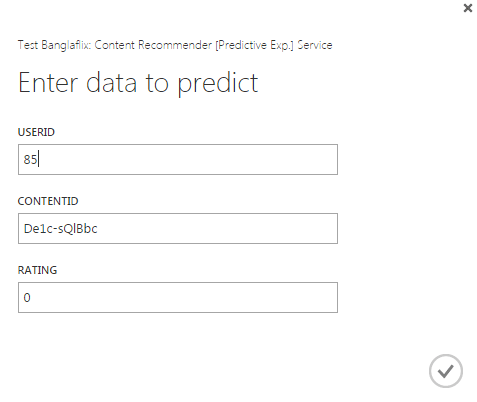 Test Banglaflix: Content Recommender [Predictive Exp.] Service
Enter data to predict
USERID
85
CONTENTID
De1c-sQlBbc
RATING
0